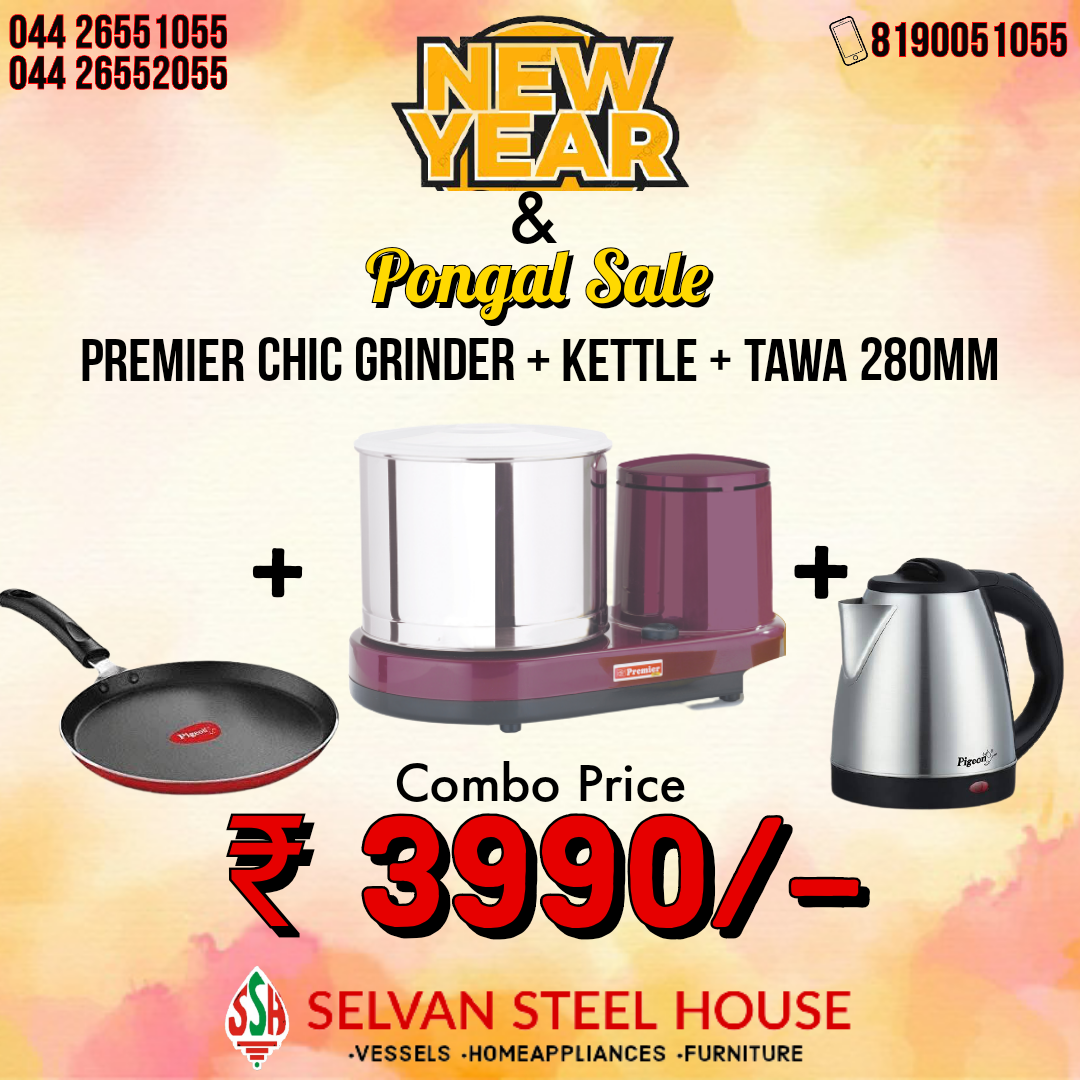 044 26551055
044 26552055
8190051055
NEW
YEAR
&
Pongal Sale
PREMIER CHIC GRINDER + KETTLE + TAWA 280MM
+
+
Premier
Pigeon
Pigeon
Combo Price
₹ 3990/-
SSH SELVAN STEEL HOUSE
•VESSELS •HOMEAPPLIANCES •FURNITURE